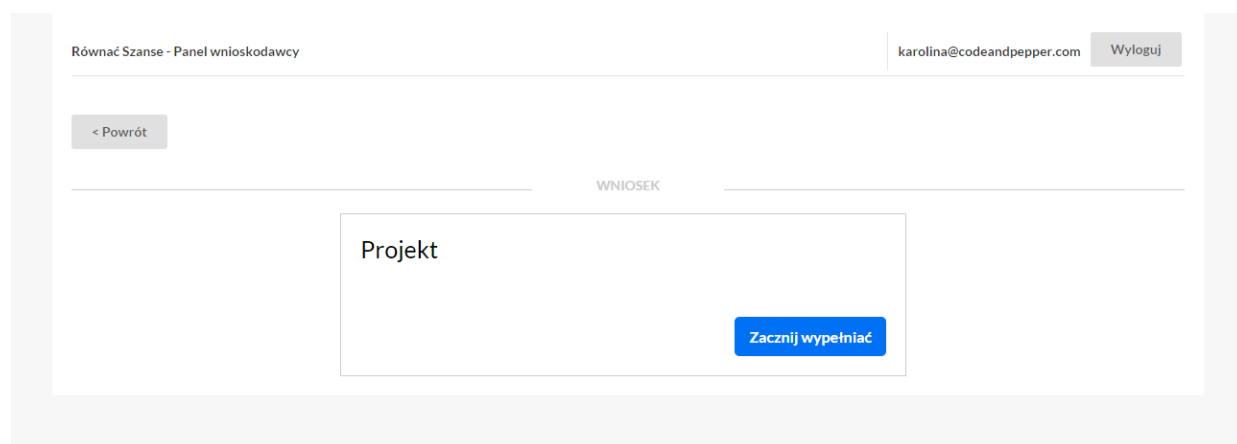 Równać Szanse - Panel wnioskodawcy
karolina@codeandpepper.com
Wyloguj
< Powrót
WNIOSEK
Projekt
Zacznij wypełniać